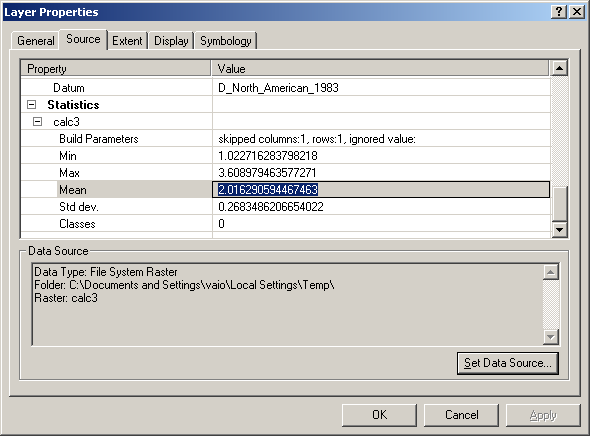 Layer Properties
General Source Extent Display Symbology
Property Value
Datum D_North_American_1983
Statistics
calc3
Build Parameters skipped columns:1, rows:1, ignored value:
Min 1.022716283798218
Max 3.608979463577271
Mean 2.016290594467463
Std dev. 0.2683486206654022
Classes 0
Data Source
Data Type: File System Raster
Folder: C:\Documents and Settings\vaio\Local Settings\Temp\
Raster: calc3
Set Data Source...
OK Cancel Apply